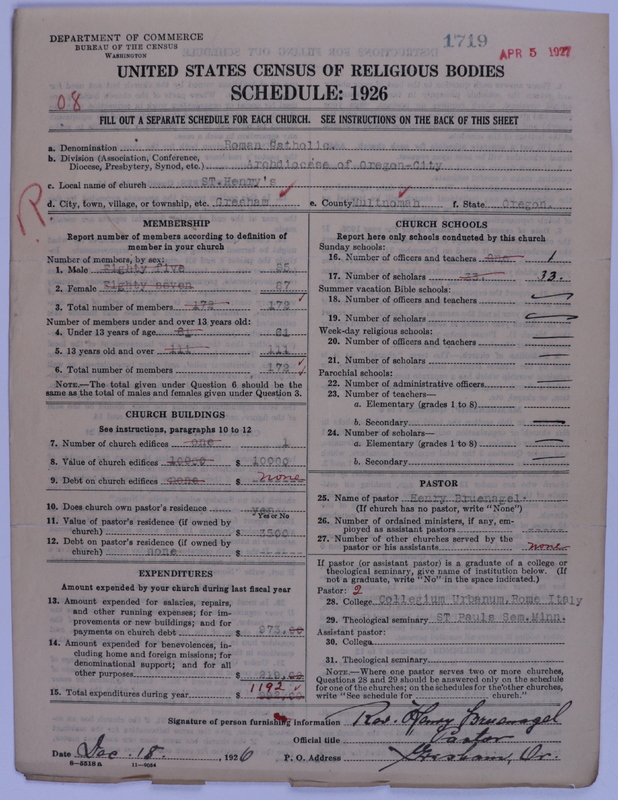 DEPARTMENT OF COMMERCE
BUREAU OF THE CENSUS
WASHINGTON
1719
APR 5 1927
UNITED STATES CENSUS OF RELIGIOUS BODIES
SCHEDULE: 1926
08
FILL OUT A SEPARATE SCHEDULE FOR EACH CHURCH. SEE INSTRUCTIONS ON THE BACK OF THIS SHEET
a. Denomination Roman Catholic.
b. Division (Association, Conference,
Diocese, Presbytery, Synod, etc.) Archdiocese of Oregon-City
c. Local name of church ST.Henry's
d. City, town, village, or township, etc. Gresham e. County Multnomah f. State Oregon.
MEMBERSHIP
Report number of members according to definition of
member in your church
Number of members, by sex:
1. Male Eighty five 85
2. Female Eighty seven 87
3. Total number of members 172 172
Number of members under and over 13 years old:
4. Under 13 years of age 61 61
5. 13 years old and over 111 111
6. Total number of members 172
NOTE.—The total given under Question 6 should be the
same as the total of males and females given under Question 3.
CHURCH BUILDINGS
See instructions, paragraphs 10 to 12
7. Number of church edifices one 1
8. Value of church edifices 10000 $ 10000
9. Debt on church edifices none $ none
10. Does church own pastor's residence yes
Yes or No
11. Value of pastor's residence (if owned by
church) $ 3500
12. Debt on pastor's residence (if owned by
church) none $
EXPENDITURES
Amount expended by your church during last fiscal year
13. Amount expended for salaries, repairs,
and other running expenses; for im-
provements or new buildings; and for
payments on church debt $ 973.00
14. Amount expended for benevolences, in-
cluding home and foreign missions; for
denominational support; and for all
other purposes $ 219.00
15. Total expenditures during year $ 1192
CHURCH SCHOOLS
Report here only schools conducted by this church
Sunday schools:
16. Number of officers and teachers one 1
17. Number of scholars 33. 33.
Summer vacation Bible schools:
18. Number of officers and teachers
19. Number of scholars
Week-day religious schools:
20. Number of officers and teachers
21. Number of scholars
Parochial schools:
22. Number of administrative officers
23. Number of teachers—
a. Elementary (grades 1 to 8)
b. Secondary
24. Number of scholars—
a. Elementary (grades 1 to 8)
b. Secondary
PASTOR
25. Name of pastor Henry Bruenagel.
(If church has no pastor, write "None")
26. Number of ordained ministers, if any, em-
ployed as assistant pastors
27. Number of other churches served by the
pastor or his assistants none
If pastor (or assistant pastor) is a graduate of a college or
theological seminary, give name of institution below. (If
not a graduate, write "No" in the space indicated.)
Pastor: 2
28. College Collegium Urbanum.Rome Italy
29. Theological seminary ST Pauls Sem.Minn.
Assistant pastor:
30. College
31. Theological seminary
NOTE.—Where one pastor serves two or more churches,
Questions 28 and 29 should be answered only on the schedule
for one of the churches; on the schedules for the other churches,
write "See schedule for church."
Signature of person furnishing information Rev. Henry Bruenagel
Official title Pastor
Date Dec. 18, 1926 P. O. Address Gresham, Or.
8—5518 a 11—9054